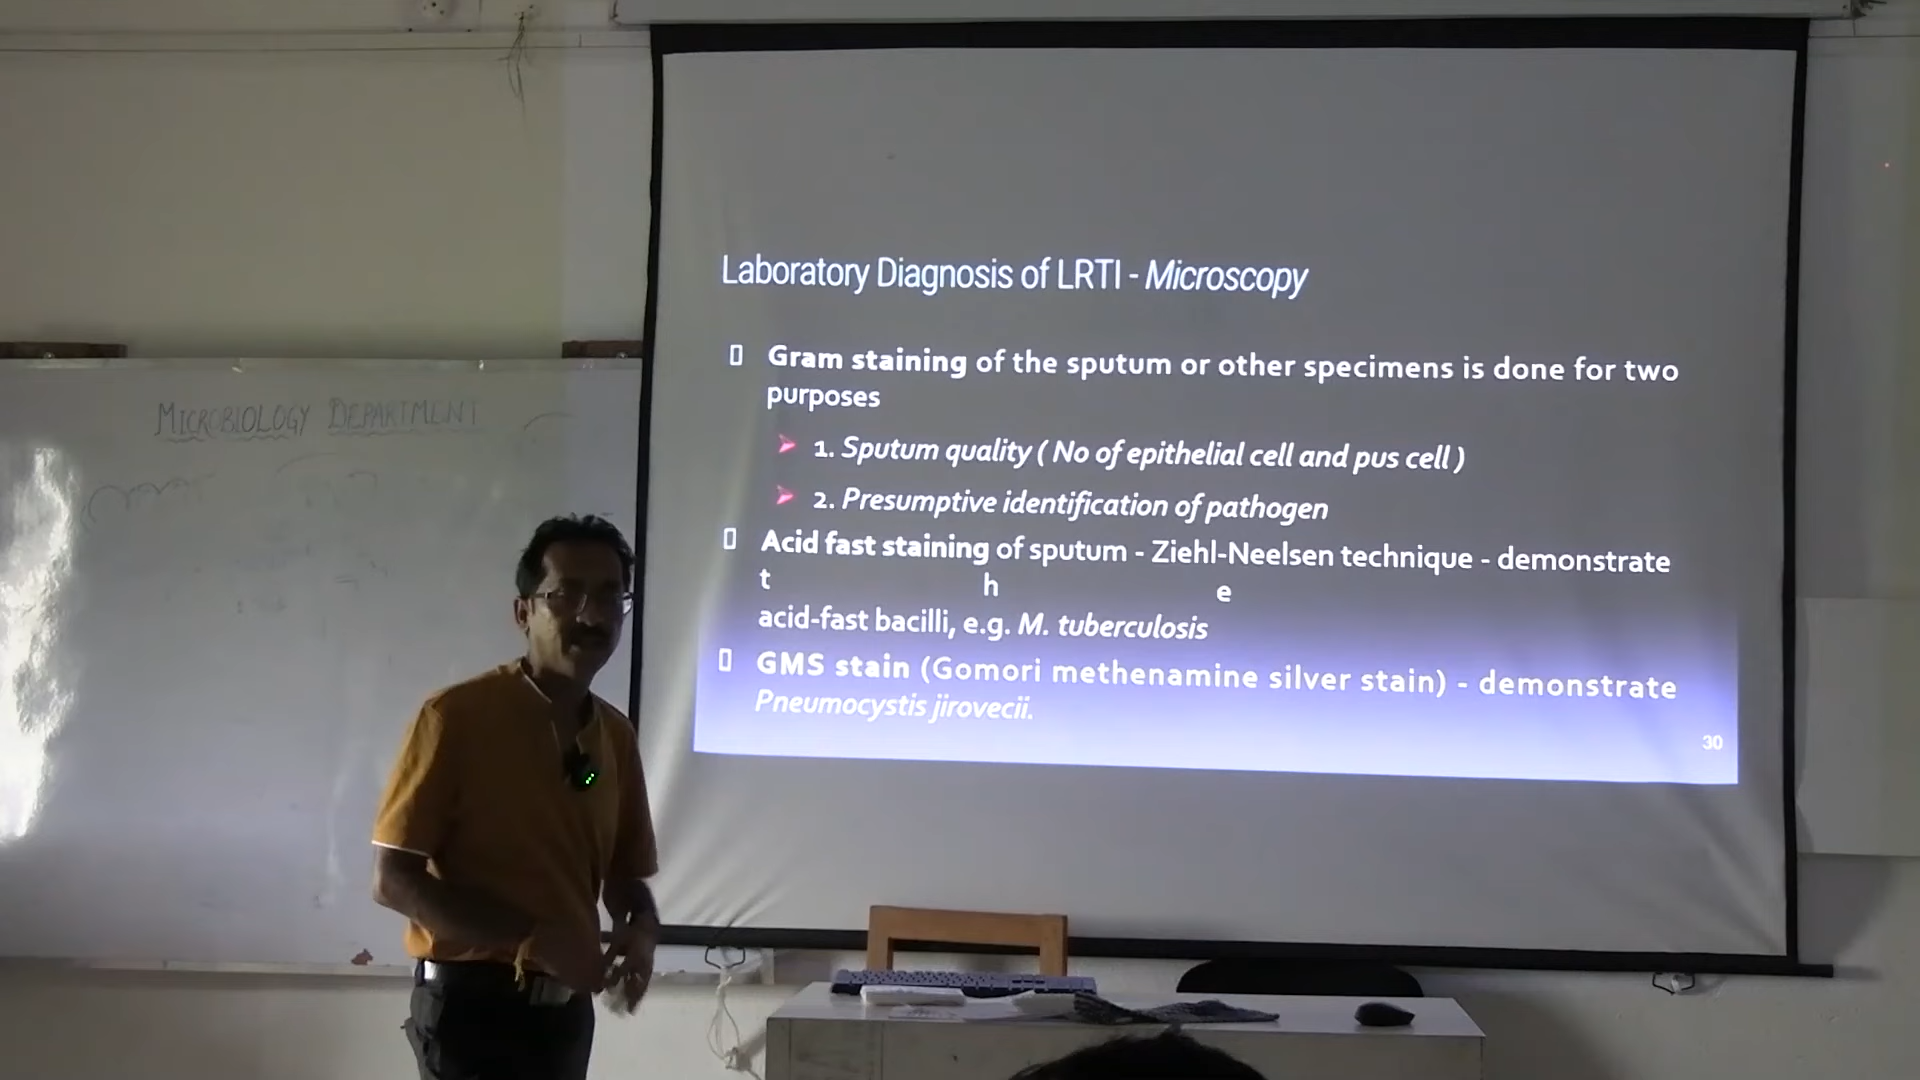 MICROBIOLOGY DEPARTMENT
Laboratory Diagnosis of LRTI - Microscopy
Gram staining of the sputum or other specimens is done for two
purposes
1. Sputum quality ( No of epithelial cell and pus cell )
2. Presumptive identification of pathogen
Acid fast staining of sputum - Ziehl-Neelsen technique - demonstrate
t h e
acid-fast bacilli, e.g. M. tuberculosis
GMS stain (Gomori methenamine silver stain) - demonstrate
Pneumocystis jirovecii.
30